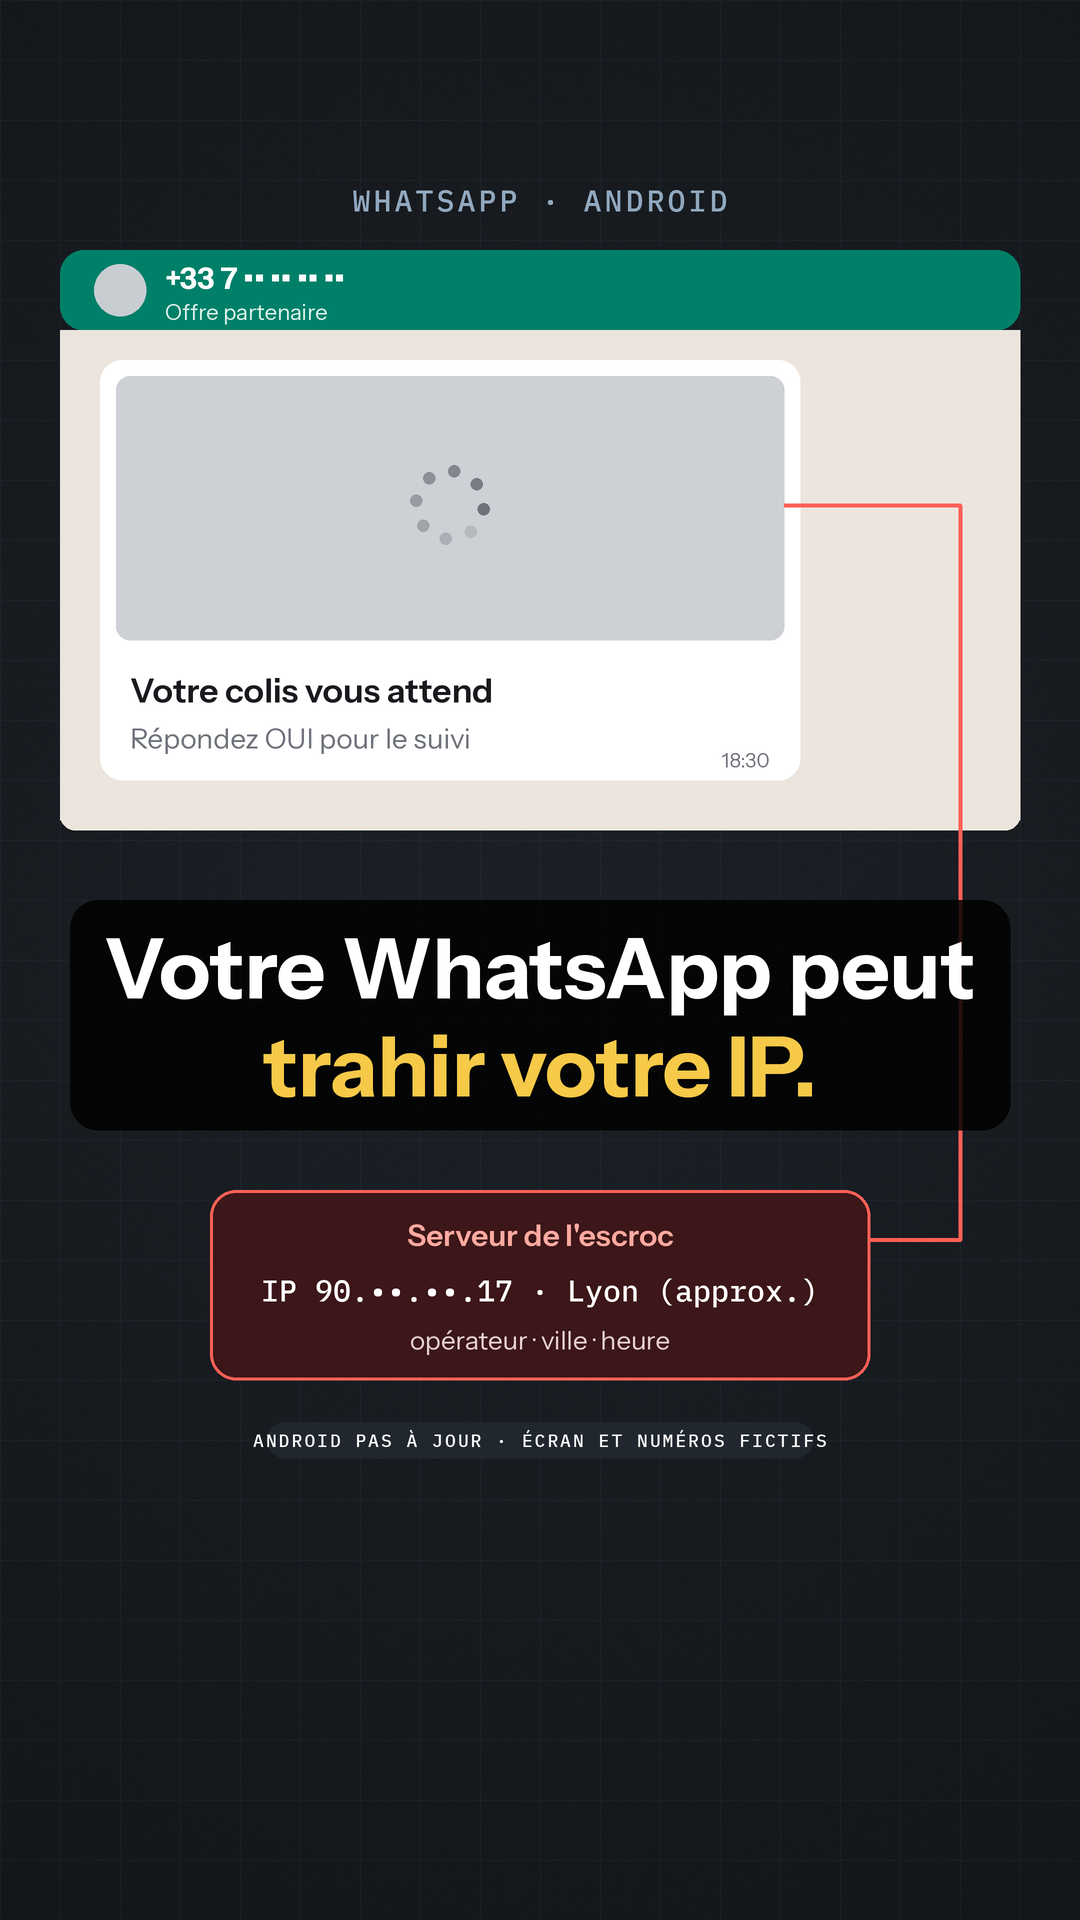 WHATSAPP · ANDROID
+33 7 ·· ·· ·· ··
Offre partenaire
Votre colis vous attend
Répondez OUI pour le suivi
18:30
Votre WhatsApp peut
trahir votre IP.
Serveur de l'escroc
IP 90.••.••.17 · Lyon (approx.)
opérateur · ville · heure
ANDROID PAS À JOUR · ÉCRAN ET NUMÉROS FICTIFS